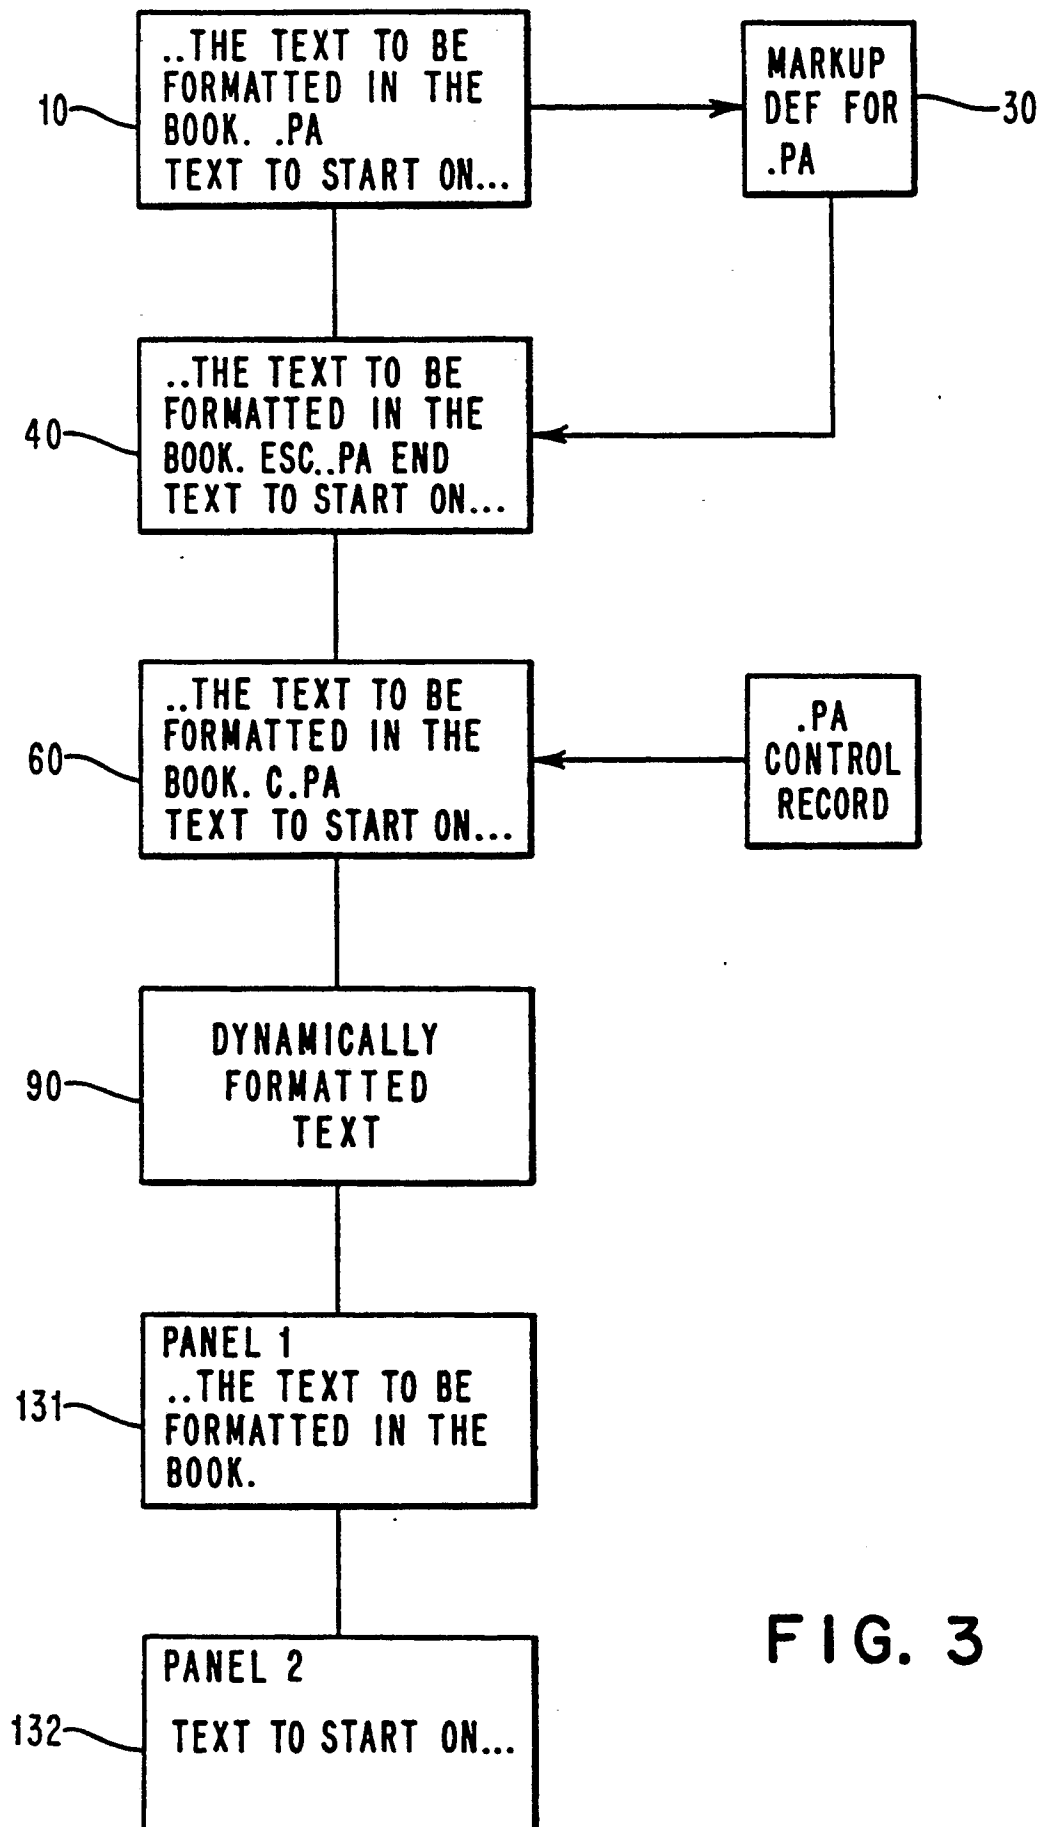 ..THE TEXT TO BE
FORMATTED IN THE
BOOK. .PA
TEXT TO START ON...
10
MARKUP
DEF FOR
.PA
30
..THE TEXT TO BE
FORMATTED IN THE
BOOK. ESC..PA END
TEXT TO START ON...
40
..THE TEXT TO BE
FORMATTED IN THE
BOOK. C.PA
TEXT TO START ON...
60
.PA
CONTROL
RECORD
DYNAMICALLY
FORMATTED
TEXT
90
PANEL 1
..THE TEXT TO BE
FORMATTED IN THE
BOOK.
131
PANEL 2
TEXT TO START ON...
132
FIG. 3